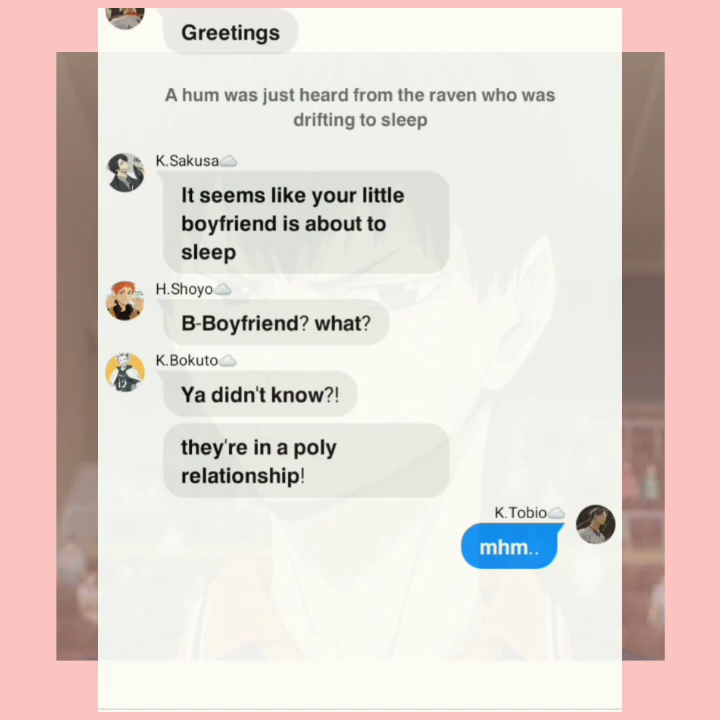 Greetings
A hum was just heard from the raven who was
drifting to sleep
K.Sakusa☁️
It seems like your little
boyfriend is about to
sleep
H.Shoyo☁️
B-Boyfriend? what?
K.Bokuto☁️
Ya didn't know?!
they're in a poly
relationship!
K.Tobio☁️
mhm..